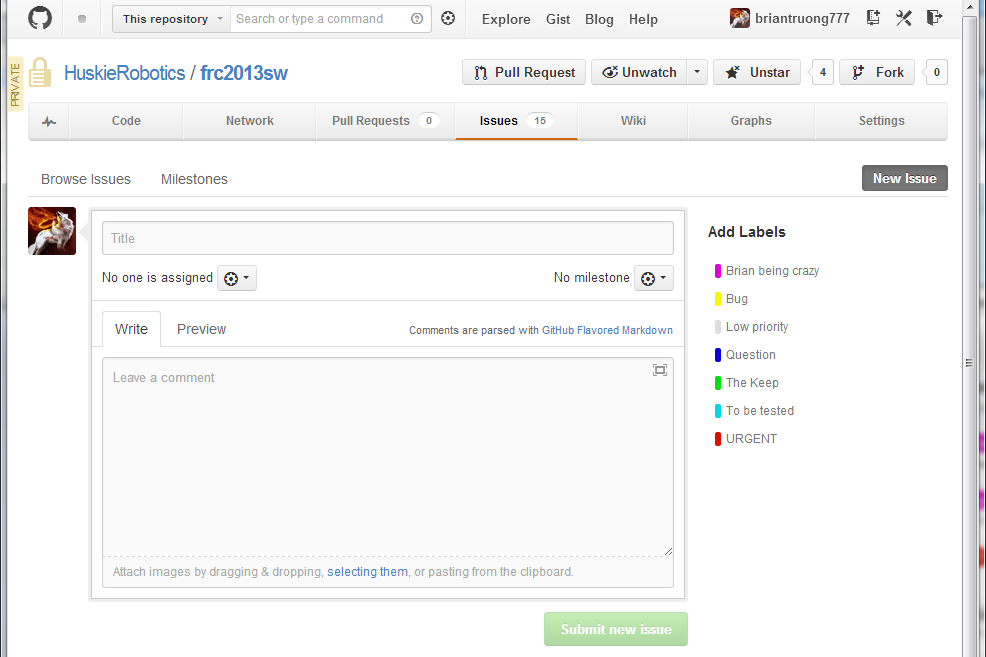 This repository Search or type a command Explore Gist Blog Help briantruong777
PRIVATE
HuskieRobotics / frc2013sw Pull Request Unwatch Unstar 4 Fork 0
Code Network Pull Requests 0 Issues 15 Wiki Graphs Settings
Browse Issues Milestones New Issue
Title
No one is assigned No milestone
Write Preview Comments are parsed with GitHub Flavored Markdown
Leave a comment
Attach images by dragging & dropping, selecting them, or pasting from the clipboard.
Submit new issue
Add Labels
Brian being crazy
Bug
Low priority
Question
The Keep
To be tested
URGENT